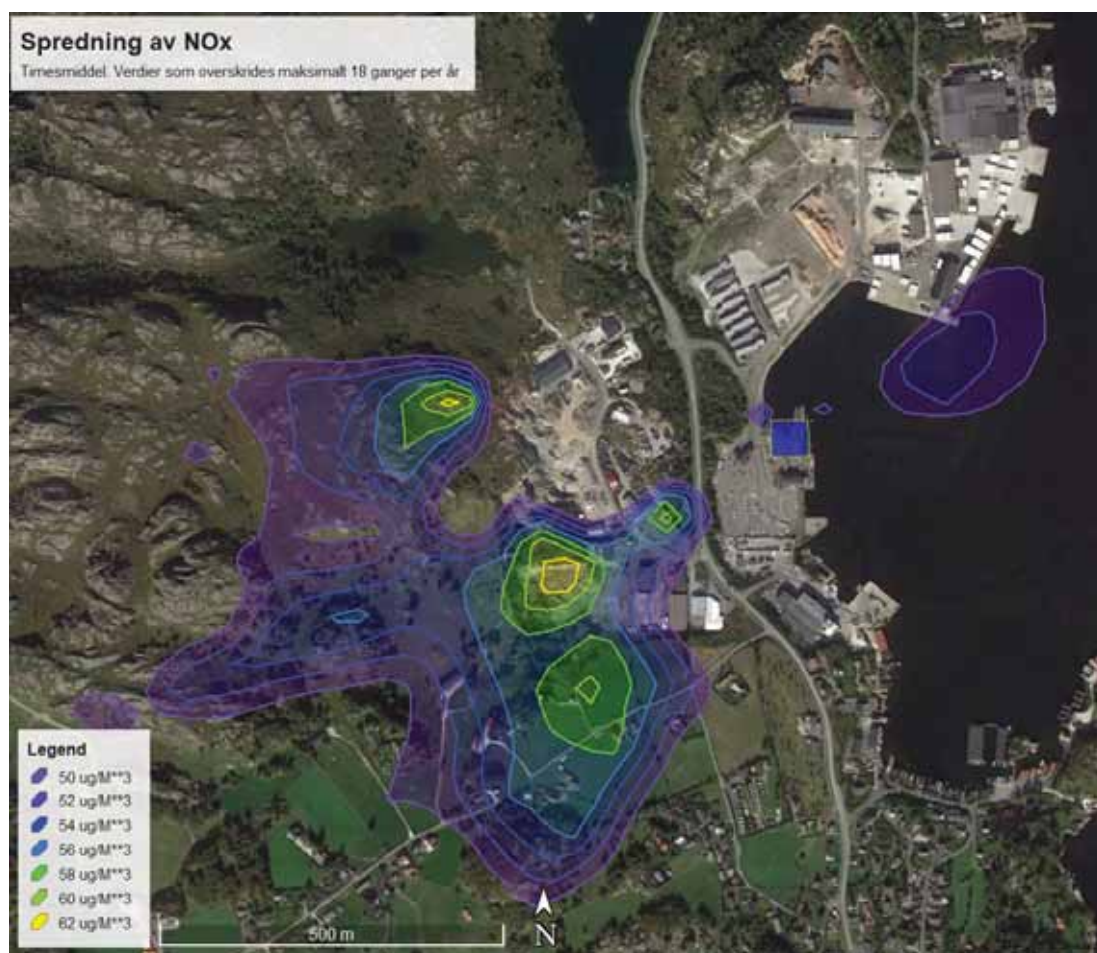 Spredning av NOx
Timesmiddel. Verdier som overskrides maksimalt 18 ganger per år
Legend
50 ug/M**3
52 ug/M**3
54 ug/M**3
56 ug/M**3
58 ug/M**3
60 ug/M**3
62 ug/M**3
500 m
N